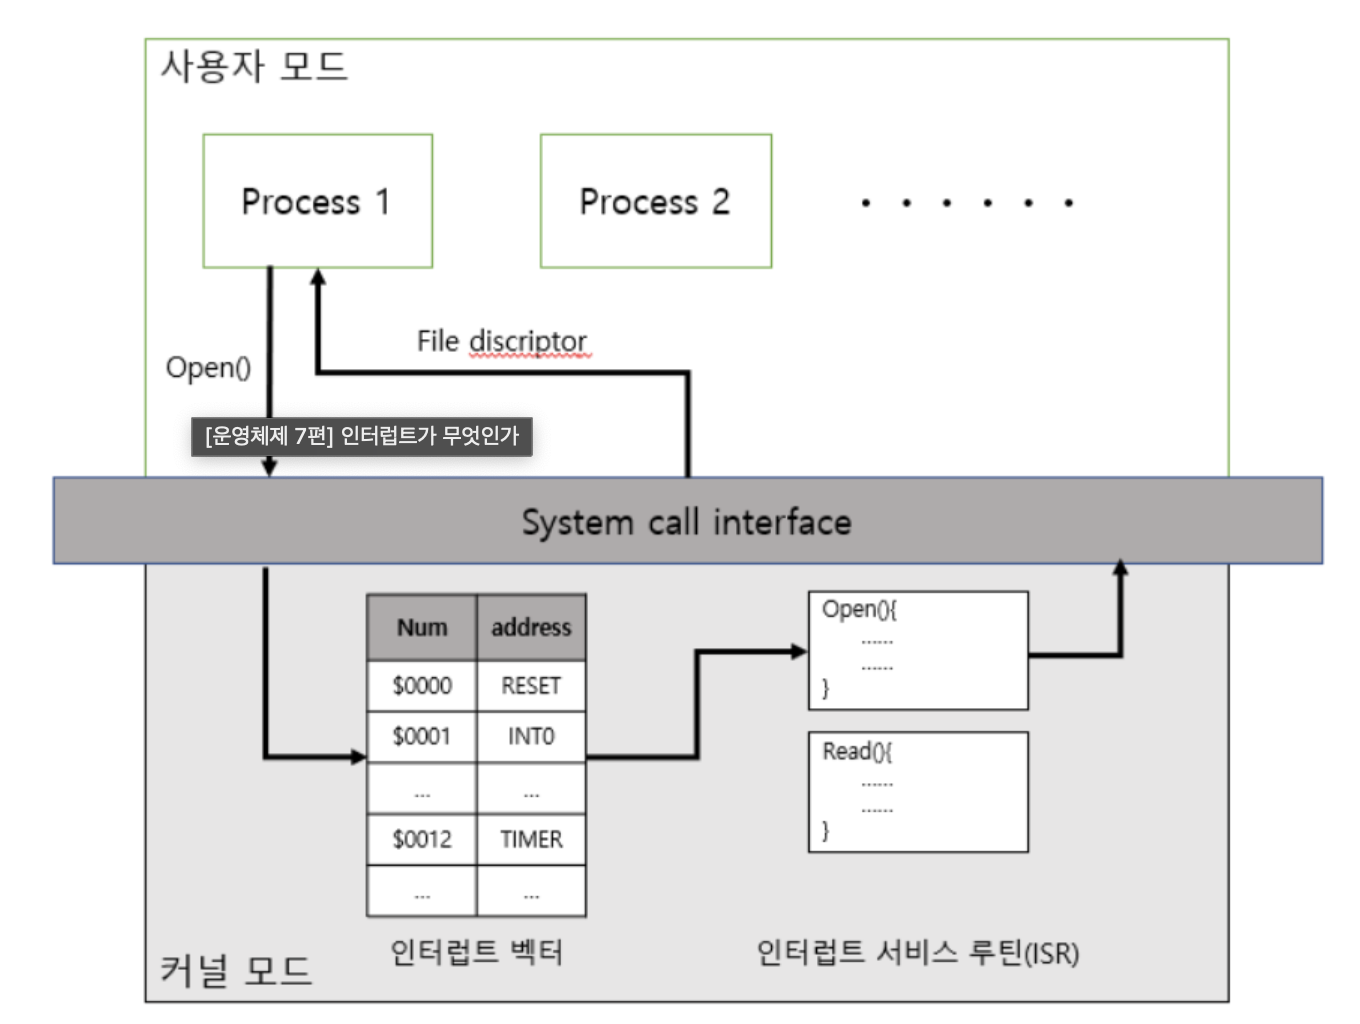 사용자 모드
Process 1
Process 2
· · · · · ·
File discriptor
Open()
[운영체제 7편] 인터럽트가 무엇인가
System call interface
Num address
$0000 RESET
$0001 INT0
... ...
$0012 TIMER
... ...
Open(){
......
......
}
Read(){
......
......
}
인터럽트 벡터
인터럽트 서비스 루틴(ISR)
커널 모드